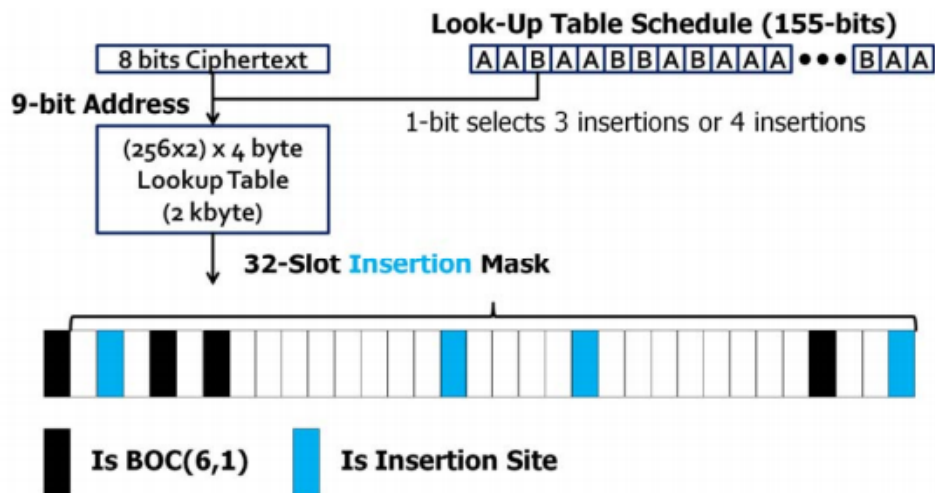 Look-Up Table Schedule (155-bits)
8 bits Ciphertext
A A B A A B B A B A A A ●●● B A A
9-bit Address
1-bit selects 3 insertions or 4 insertions
(256x2) x 4 byte
Lookup Table
(2 kbyte)
32-Slot Insertion Mask
Is BOC(6,1)
Is Insertion Site